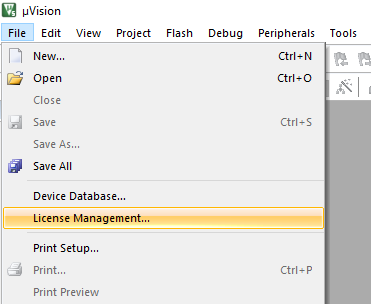 µVision
File Edit View Project Flash Debug Peripherals Tools
New... Ctrl+N
Open Ctrl+O
Close
Save Ctrl+S
Save As...
Save All
Device Database...
License Management...
Print Setup...
Print... Ctrl+P
Print Preview